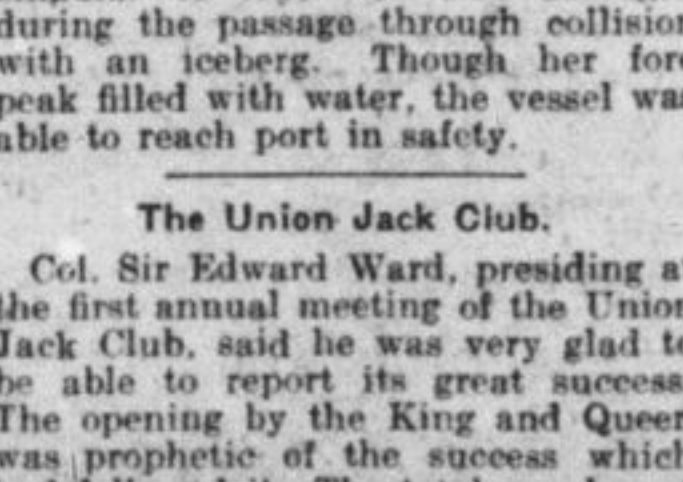 during the passage through collision
with an iceberg. Though her fore
peak filled with water, the vessel was
able to reach port in safety.
The Union Jack Club.
Col. Sir Edward Ward, presiding at
the first annual meeting of the Union
Jack Club, said he was very glad to
be able to report its great success.
The opening by the King and Queen
was prophetic of the success which